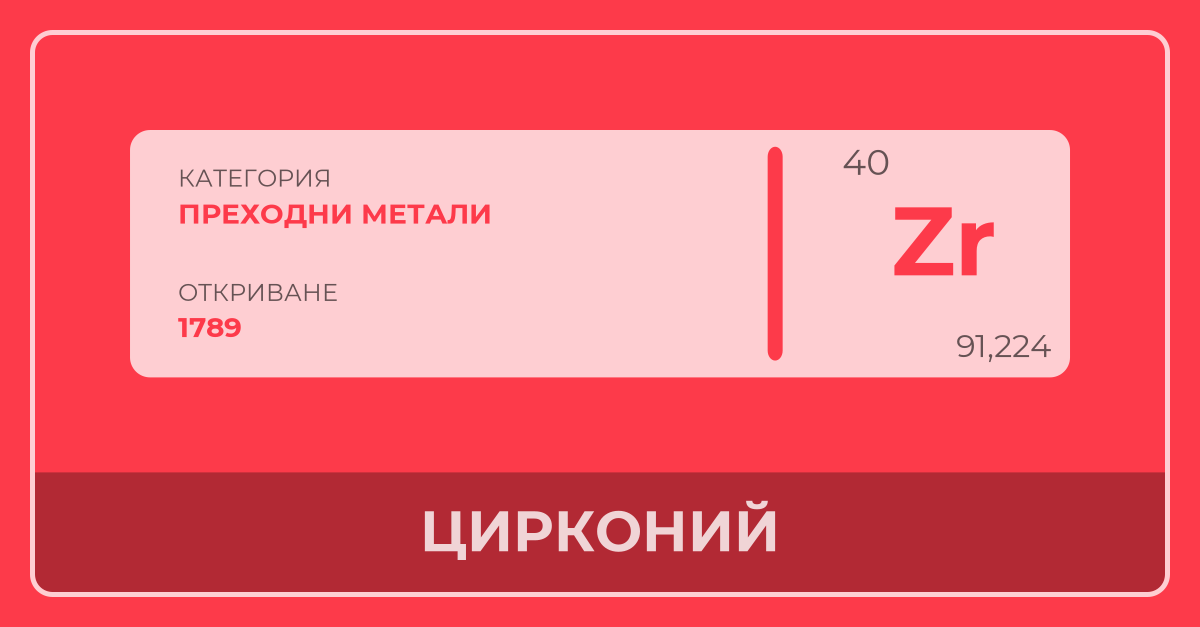 КАТЕГОРИЯ
ПРЕХОДНИ МЕТАЛИ
ОТКРИВАНЕ
1789
40
Zr
91,224
ЦИРКОНИЙ